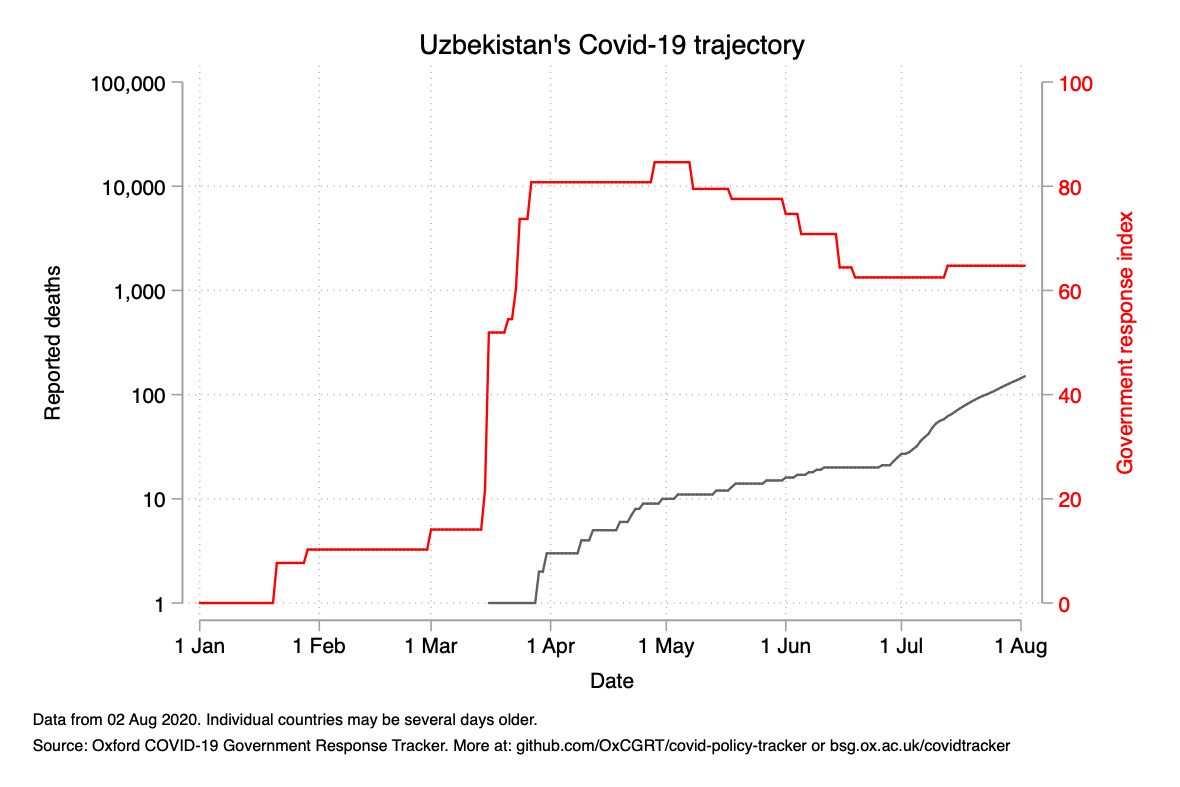 Uzbekistan's Covid-19 trajectory
100,000
10,000
1,000
100
10
1
Reported deaths
100
80
60
40
20
0
Government response index
1 Jan 1 Feb 1 Mar 1 Apr 1 May 1 Jun 1 Jul 1 Aug
Date
Data from 02 Aug 2020. Individual countries may be several days older.
Source: Oxford COVID-19 Government Response Tracker. More at: github.com/OxCGRT/covid-policy-tracker or bsg.ox.ac.uk/covidtracker